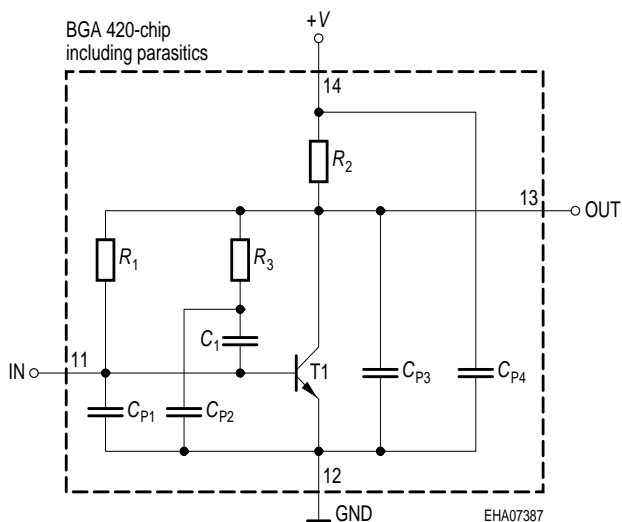 BGA 420-chip
including parasitics
+V
14
R2
13
OUT
R1
R3
C1
11
IN
T1
CP1
CP2
CP3
CP4
12
GND
EHA07387